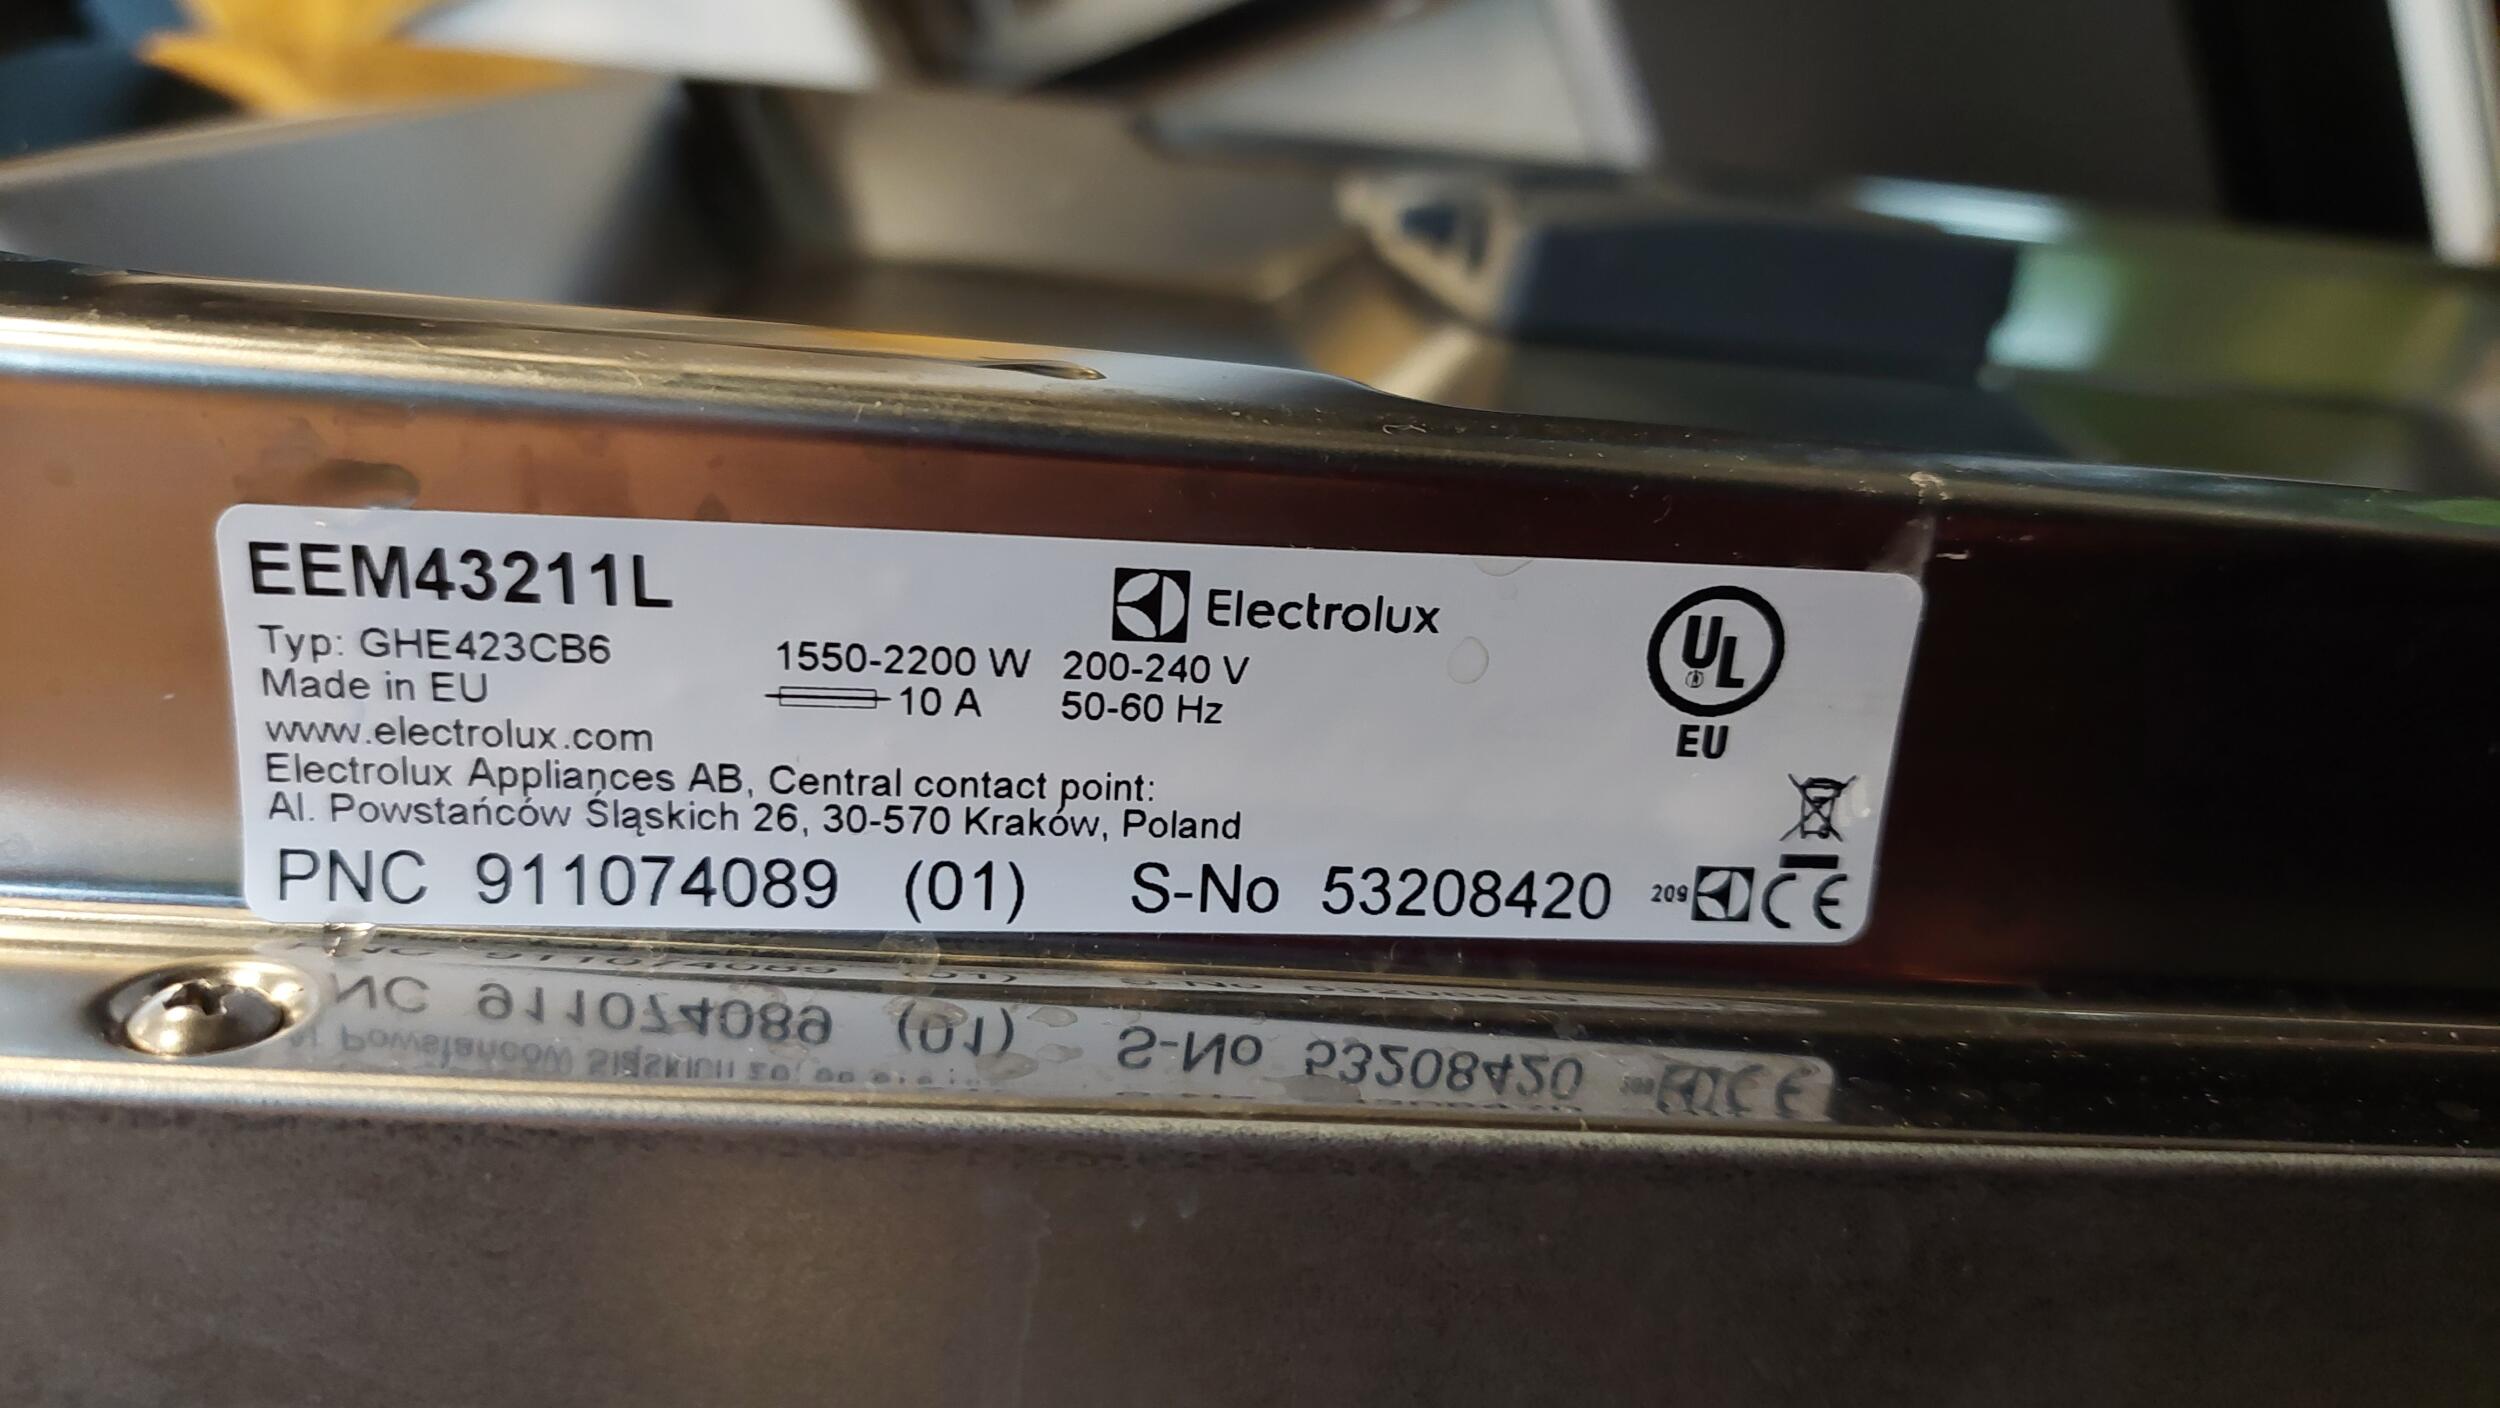 EEM43211L
Electrolux
Typ: GHE423CB6
1550-2200 W 200-240 V
Made in EU
10 A 50-60 Hz
UL
EU
www.electrolux.com
Electrolux Appliances AB, Central contact point:
Al. Powstańców Śląskich 26, 30-570 Kraków, Poland
PNC 911074089 (01) S-No 53208420 209 CE